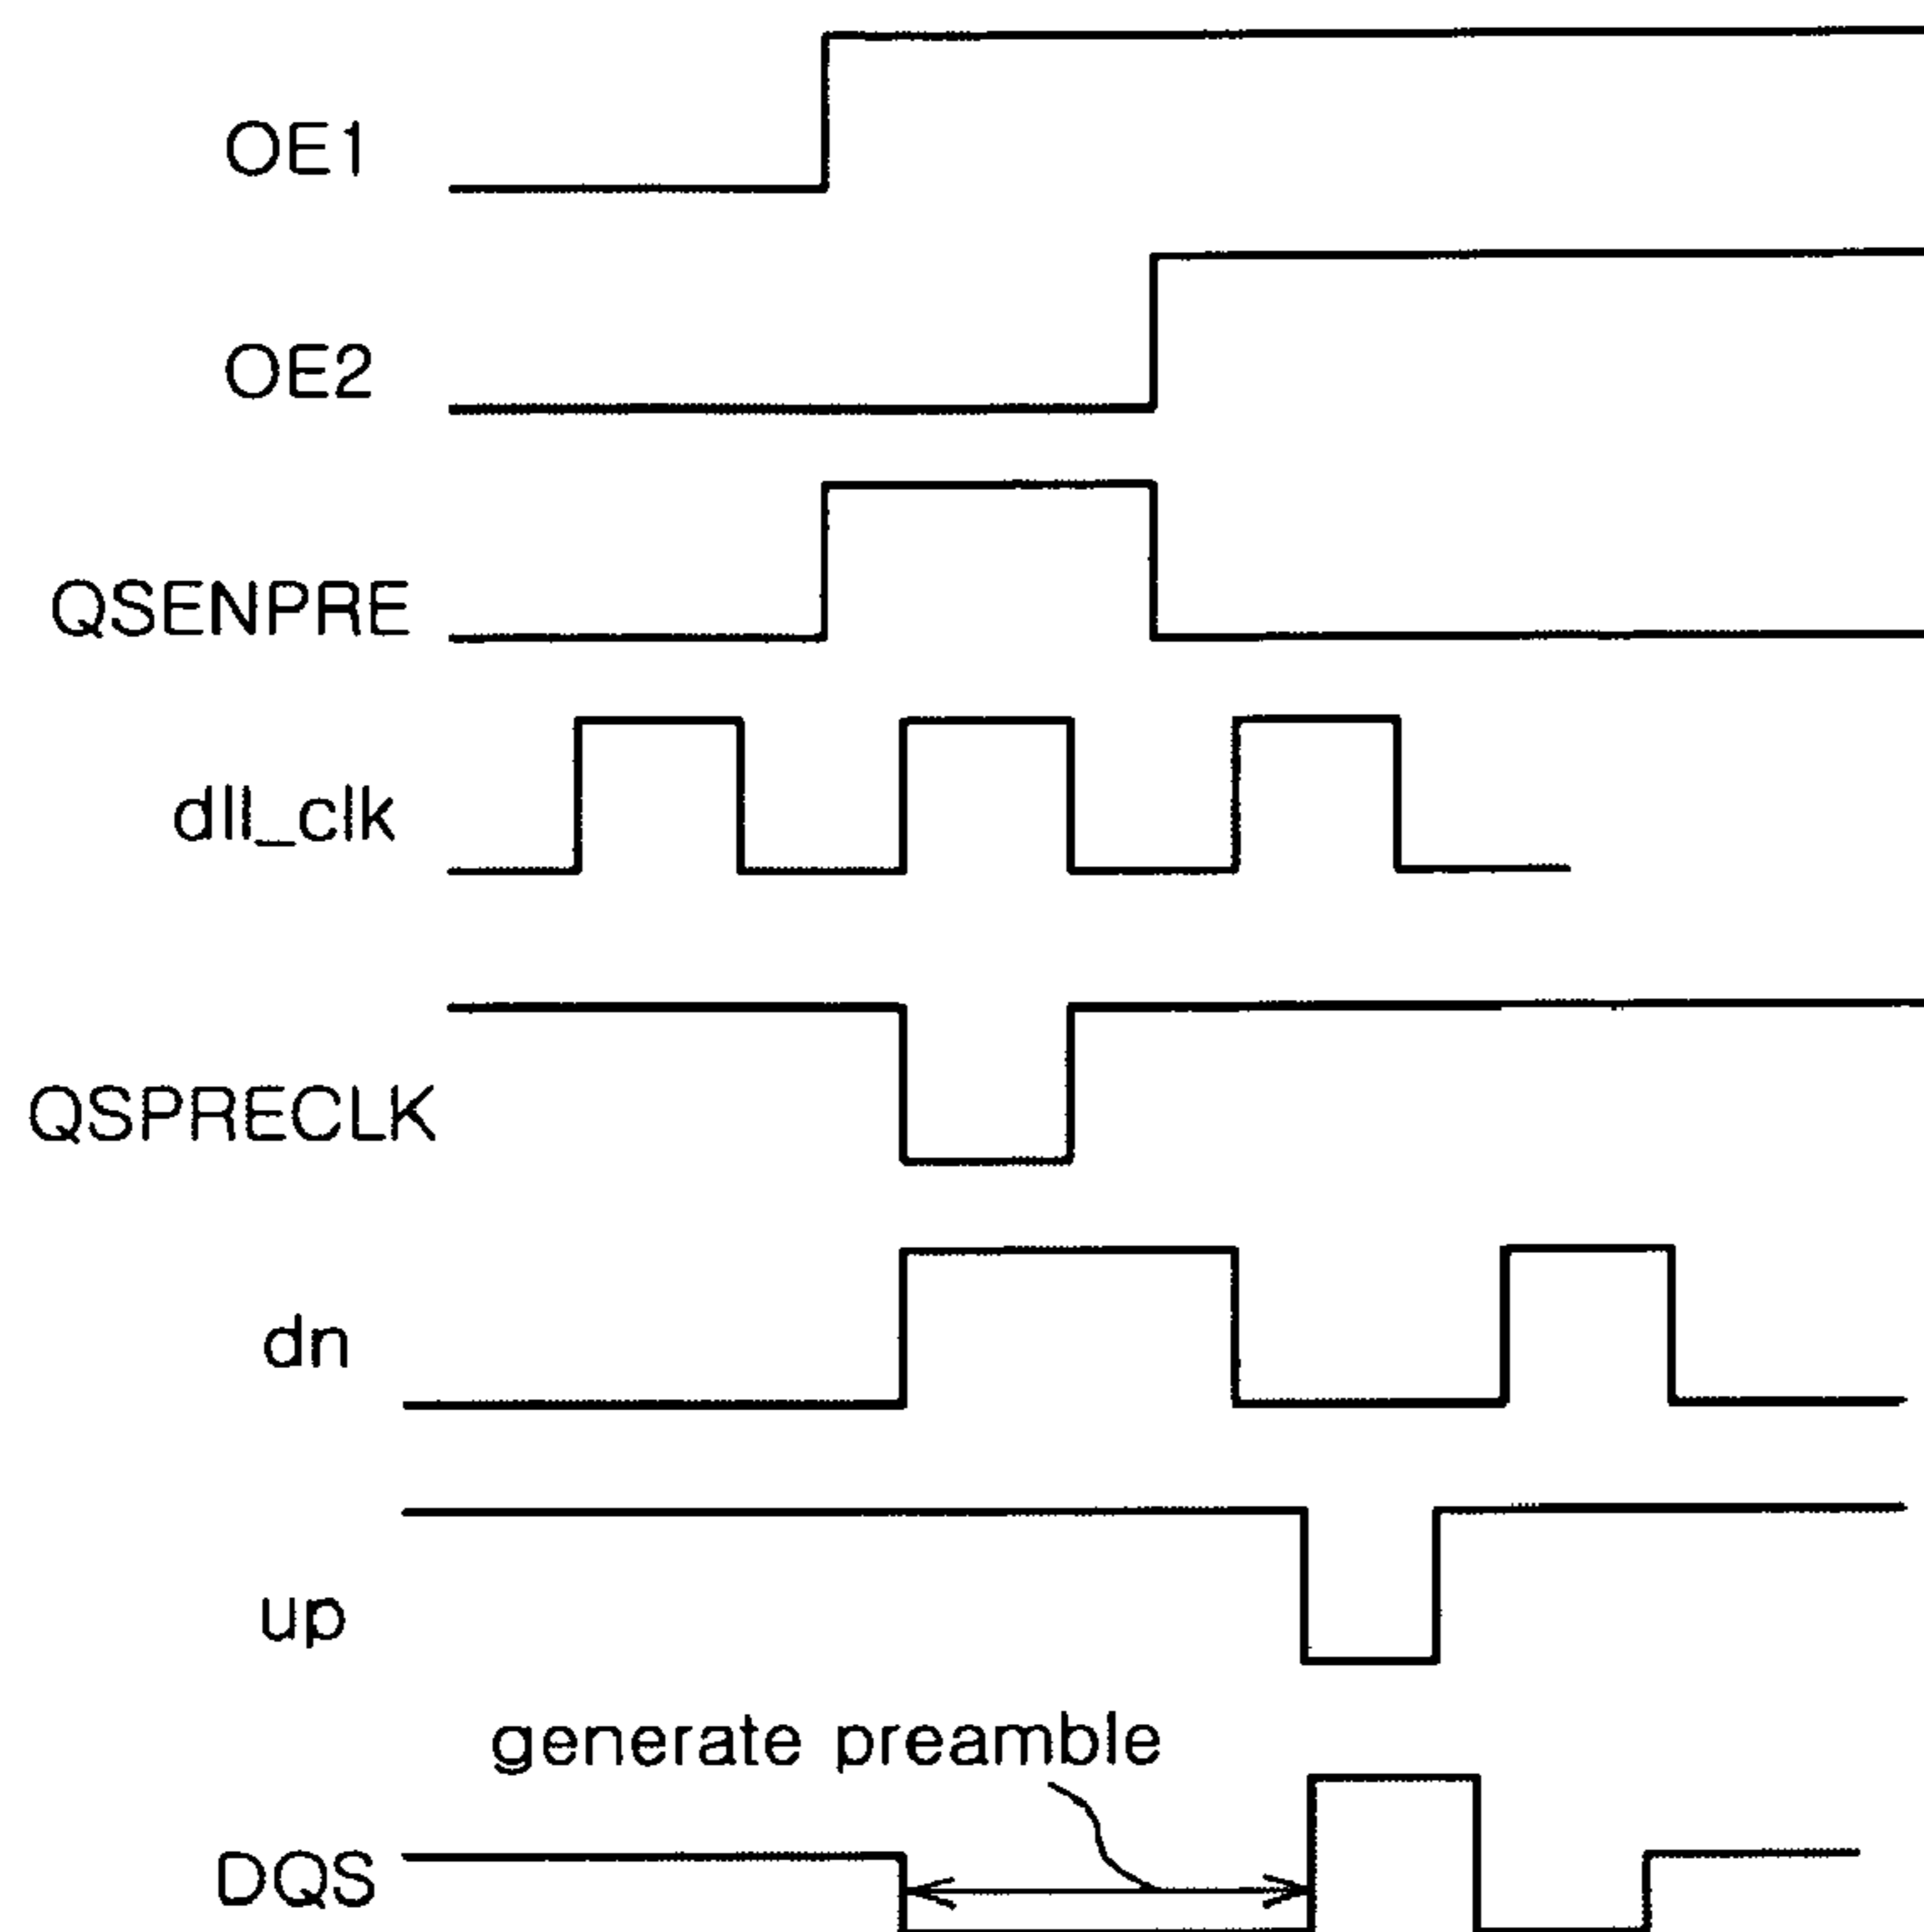 OE1
OE2
QSENPRE
dll_clk
QSPRECLK
dn
up
generate preamble
DQS